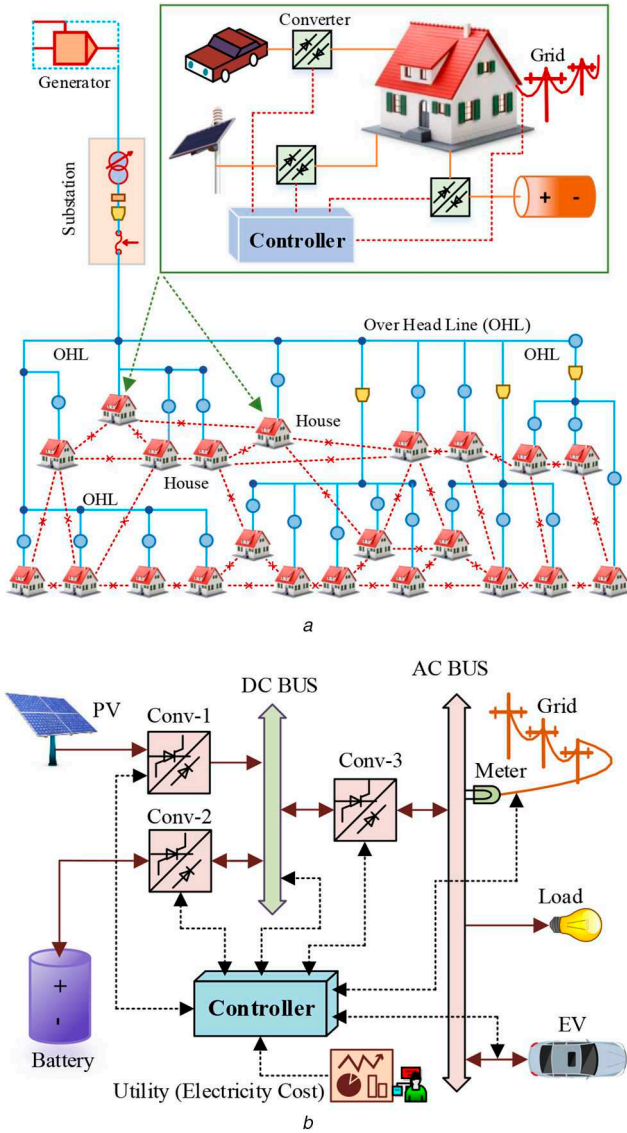 Converter
Generator
Grid
Substation
+ -
Controller
Over Head Line (OHL)
OHL
OHL
House
House
OHL
a
PV
DC BUS
AC BUS
Conv-1
Grid
Conv-3
Meter
Conv-2
Load
+
-
Controller
Battery
EV
Utility (Electricity Cost)
b